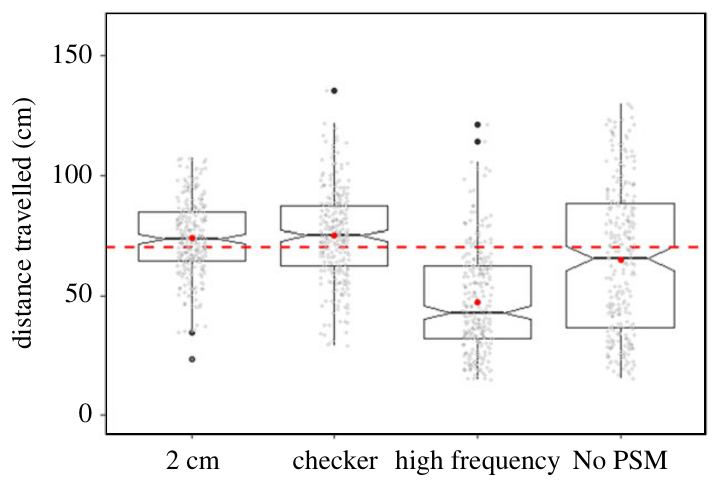 distance travelled (cm)
150
100
50
0
2 cm checker high frequency No PSM